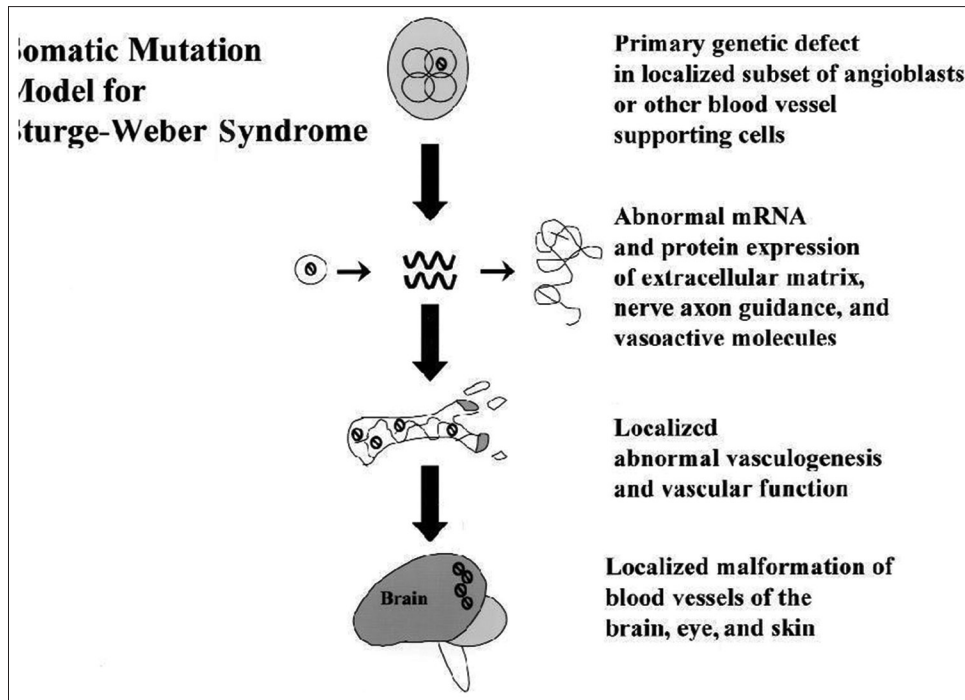 omatic Mutation
Model for
turge-Weber Syndrome
Primary genetic defect
in localized subset of angioblasts
or other blood vessel
supporting cells
Abnormal mRNA
and protein expression
of extracellular matrix,
nerve axon guidance, and
vasoactive molecules
Localized
abnormal vasculogenesis
and vascular function
Brain
Localized malformation of
blood vessels of the
brain, eye, and skin